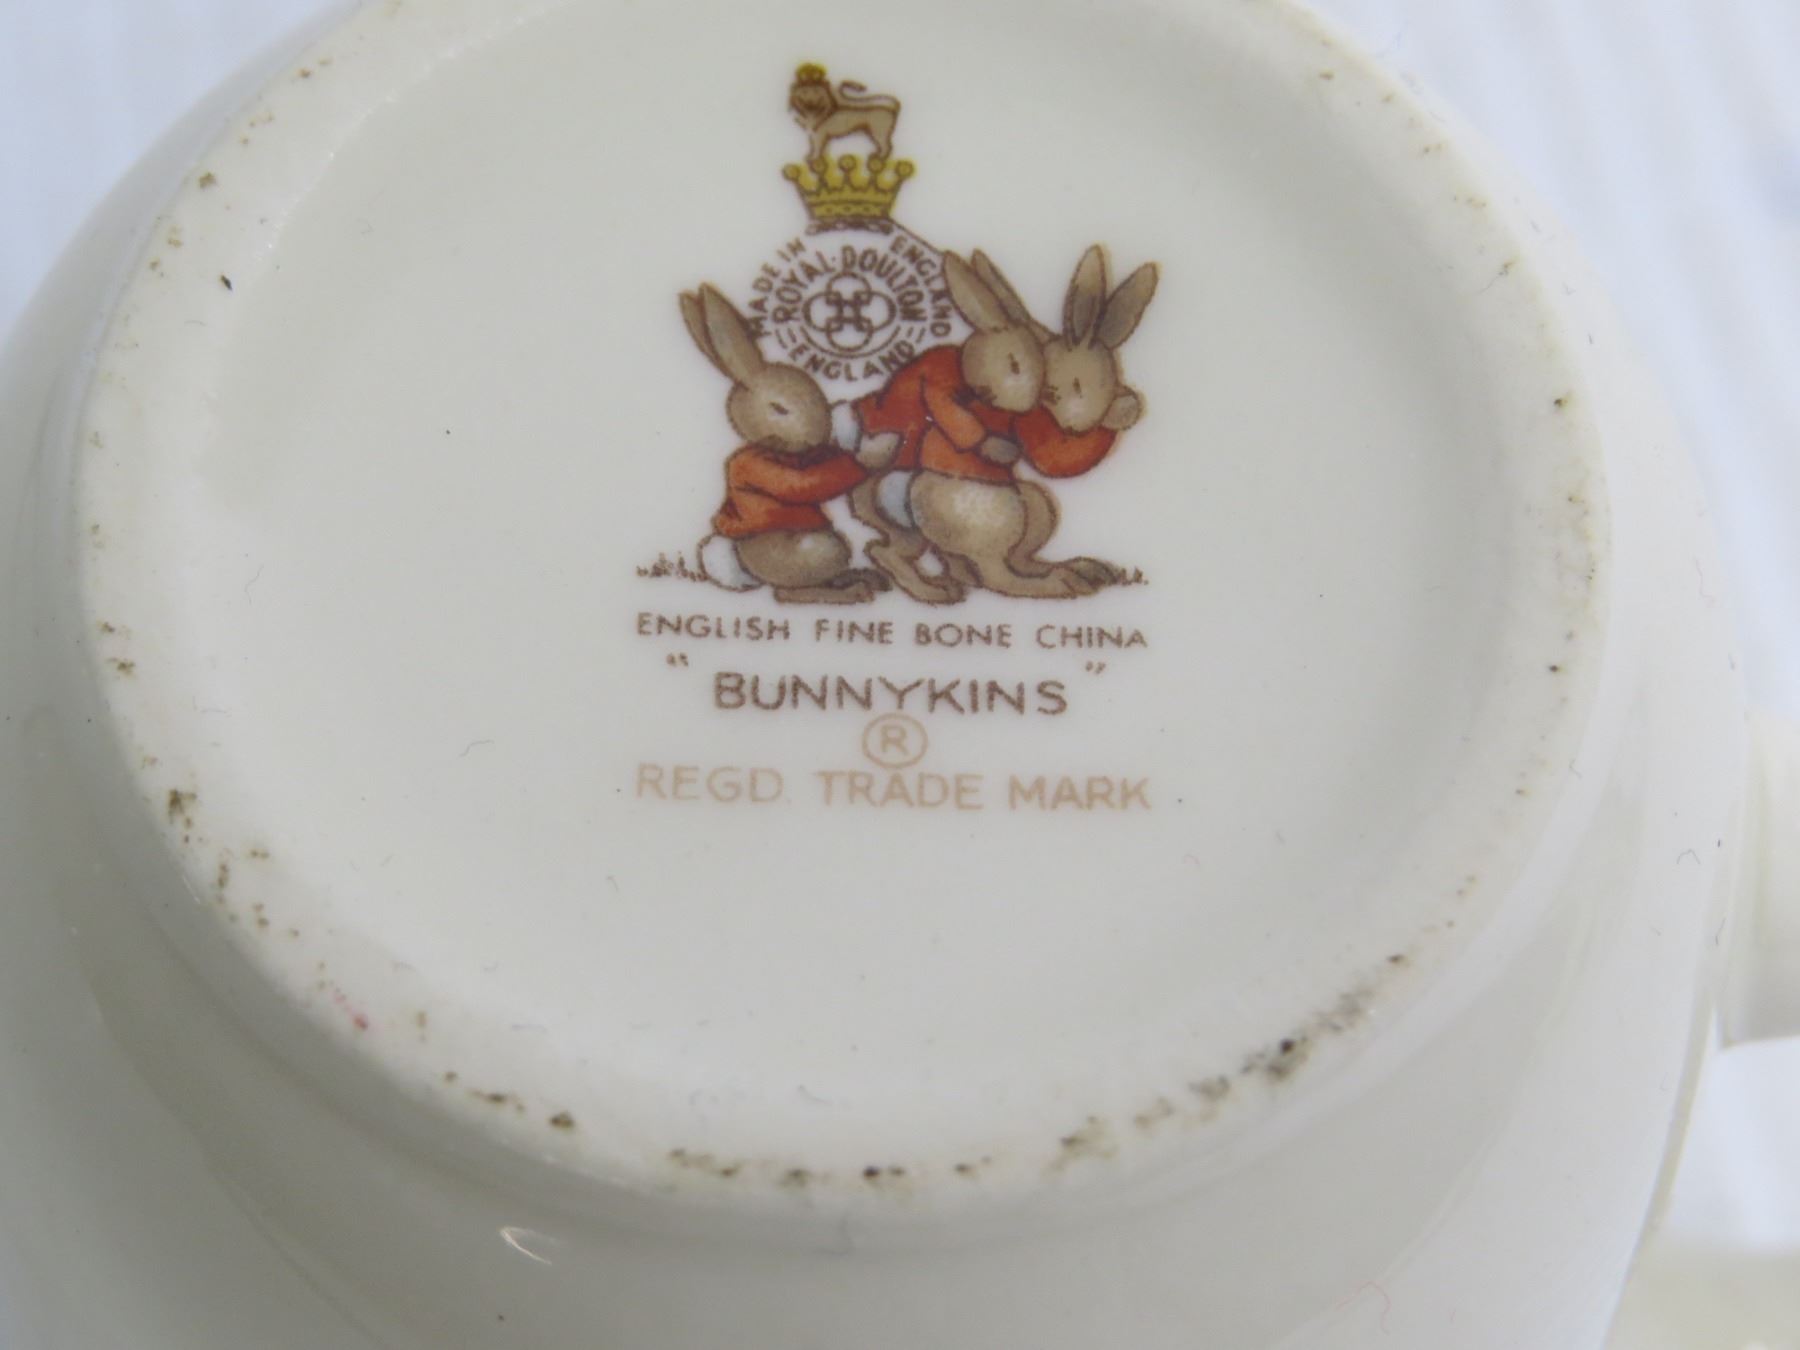 MADE IN ENGLAND
ROYAL·DOULTON
ENGLAND
ENGLISH FINE BONE CHINA
"BUNNYKINS"
®
REGD. TRADE MARK